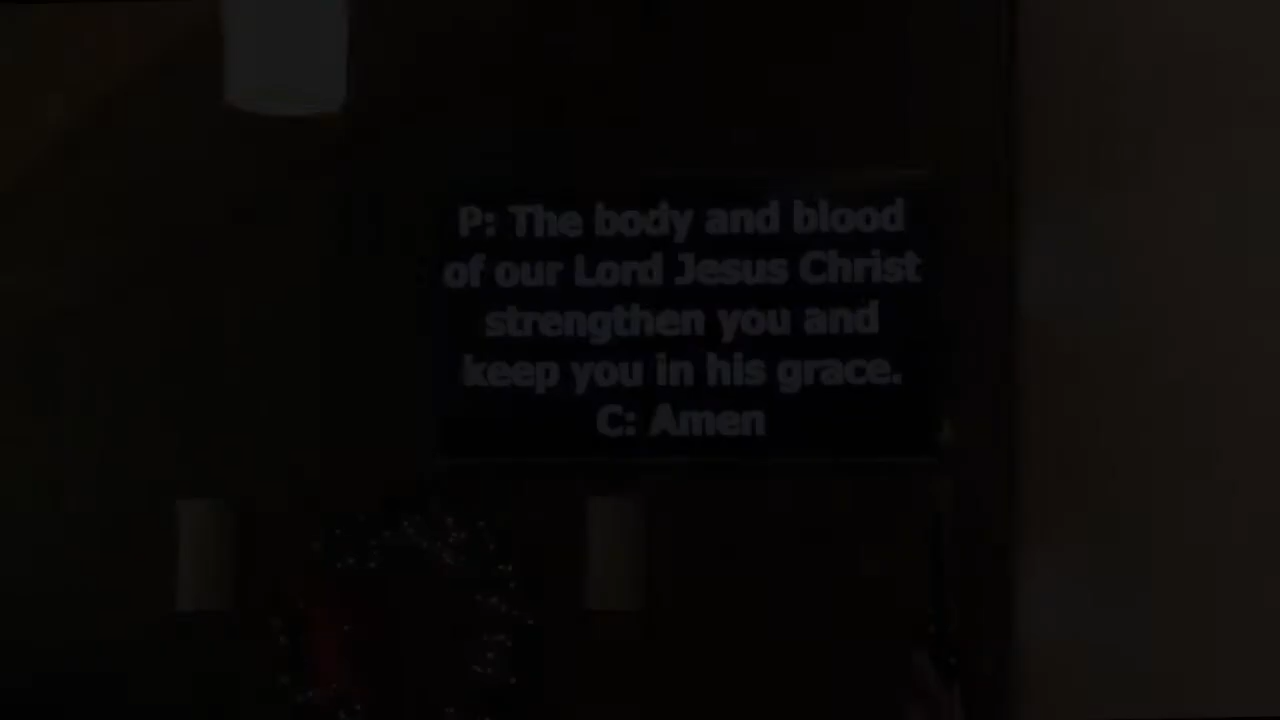 P: The body and blood
of our Lord Jesus Christ
strengthen you and
keep you in his grace.
C: Amen